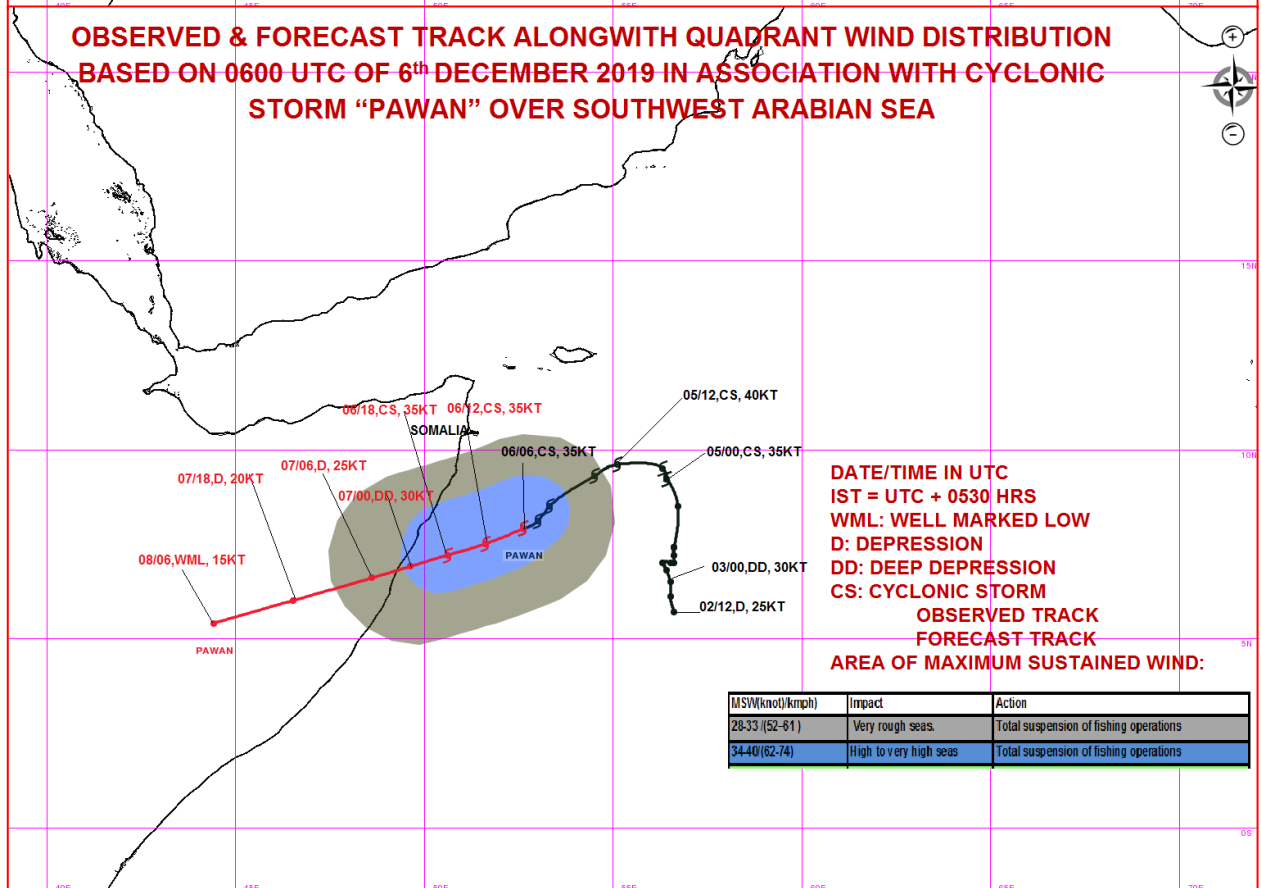 OBSERVED & FORECAST TRACK ALONGWITH QUADRANT WIND DISTRIBUTION
BASED ON 0600 UTC OF 6th DECEMBER 2019 IN ASSOCIATION WITH CYCLONIC
STORM “PAWAN” OVER SOUTHWEST ARABIAN SEA
+
-
15N
05/12,CS, 40KT
06/18,CS, 35KT 06/12,CS, 35KT
SOMALIA
06/06,CS, 35KT
05/00,CS, 35KT
10N
07/06,D, 25KT
07/18,D, 20KT
07/00,DD, 30KT
08/06,WML, 15KT
PAWAN
03/00,DD, 30KT
02/12,D, 25KT
PAWAN
5N
DATE/TIME IN UTC
IST = UTC + 0530 HRS
WML: WELL MARKED LOW
D: DEPRESSION
DD: DEEP DEPRESSION
CS: CYCLONIC STORM
OBSERVED TRACK
FORECAST TRACK
AREA OF MAXIMUM SUSTAINED WIND:
MSW(knot)/kmph) Impact Action
28-33 /(52-61 ) Very rough seas. Total suspension of fishing operations
34-40/(62-74) High to very high seas Total suspension of fishing operations
0S